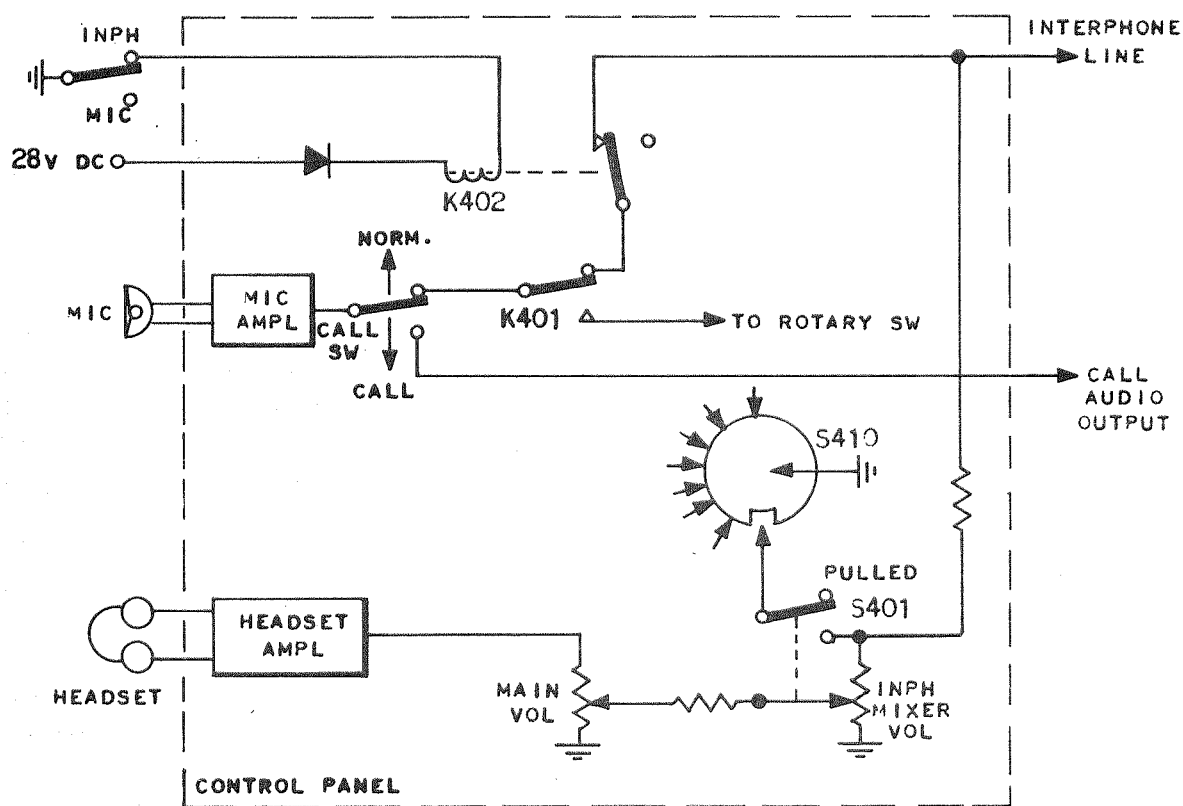 INPH
MIC
28V DC
K402
INTERPHONE
LINE
NORM.
MIC
MIC
AMPL
CALL
SW
K401
TO ROTARY SW
CALL
CALL
AUDIO
OUTPUT
S410
PULLED
S401
HEADSET
AMPL
HEADSET
MAIN
VOL
INPH
MIXER
VOL
CONTROL PANEL